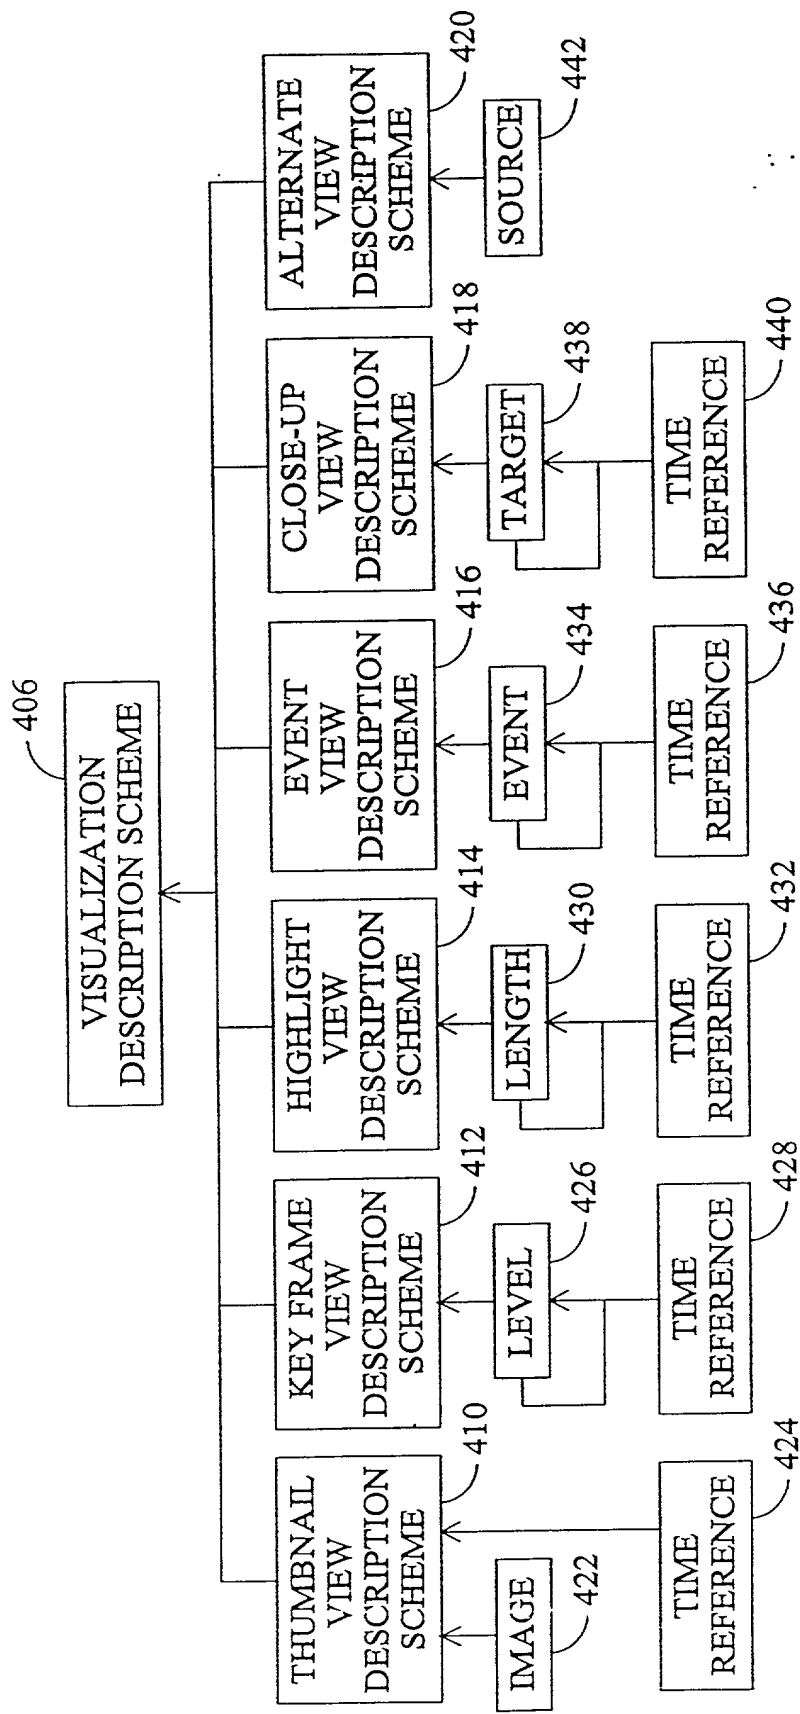 406
VISUALIZATION
DESCRIPTION SCHEME
THUMBNAIL
VIEW
DESCRIPTION
SCHEME
410
KEY FRAME
VIEW
DESCRIPTION
SCHEME
412
HIGHLIGHT
VIEW
DESCRIPTION
SCHEME
414
EVENT
VIEW
DESCRIPTION
SCHEME
416
CLOSE-UP
VIEW
DESCRIPTION
SCHEME
418
ALTERNATE
VIEW
DESCRIPTION
SCHEME
420
IMAGE
422
LEVEL
426
LENGTH
430
EVENT
434
TARGET
438
SOURCE
442
TIME
REFERENCE
424
TIME
REFERENCE
428
TIME
REFERENCE
432
TIME
REFERENCE
436
TIME
REFERENCE
440